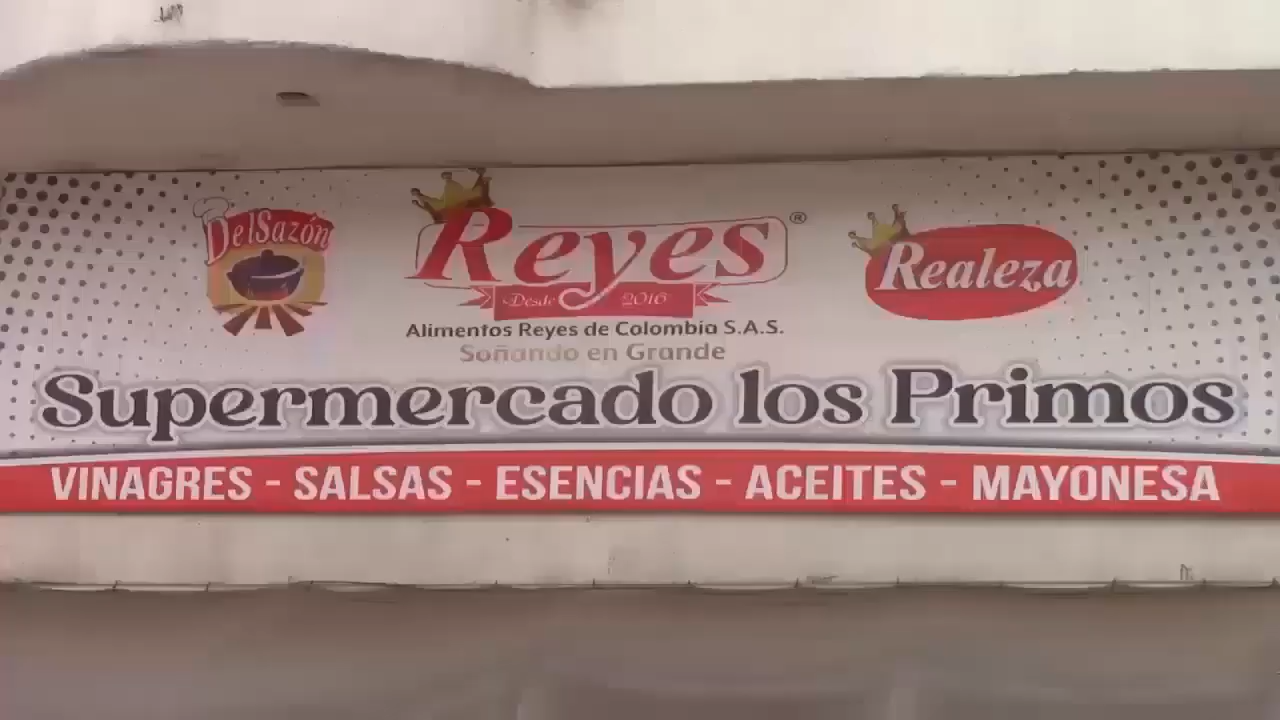 DelSazón
Reyes®
Desde 2016
Alimentos Reyes de Colombia S.A.S.
Soñando en Grande
Realeza
Supermercado los Primos
VINAGRES - SALSAS - ESENCIAS - ACEITES - MAYONESA